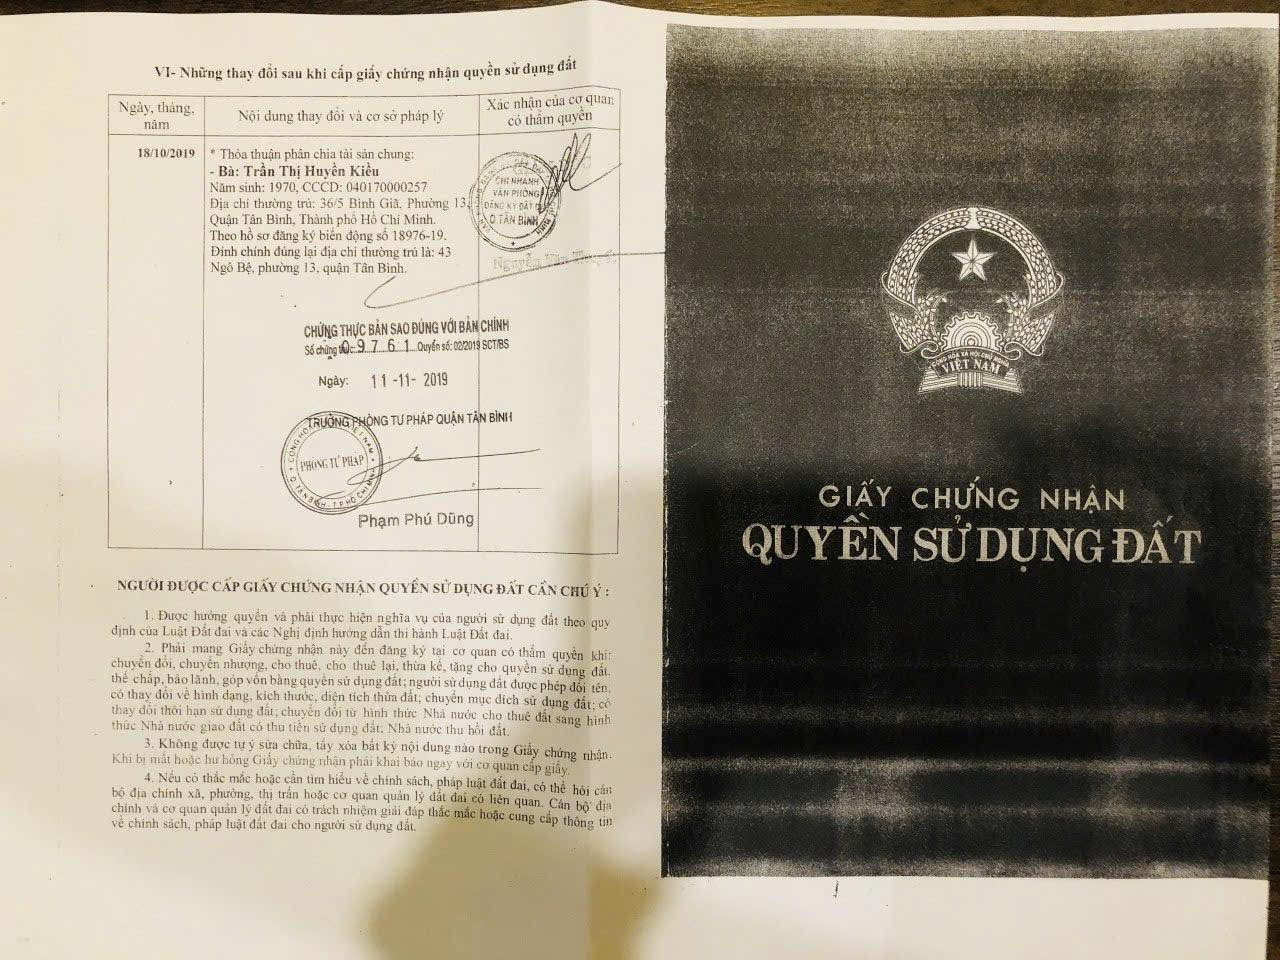 VI- Những thay đổi sau khi cấp giấy chứng nhận quyền sử dụng đất
Ngày, tháng, năm
Nội dung thay đổi và cơ sở pháp lý
Xác nhận của cơ quan có thẩm quyền
18/10/2019
* Thỏa thuận phân chia tài sản chung:
- Bà: Trần Thị Huyền Kiều
Năm sinh: 1970, CCCD: 040170000257
Địa chỉ thường trú: 36/5 Bình Giã, Phường 13,
Quận Tân Bình, Thành phố Hồ Chí Minh.
Theo hồ sơ đăng ký biến động số 18976-19.
Đính chính đúng lại địa chỉ thường trú là: 43
Ngô Bệ, phường 13, quận Tân Bình.
CHI NHÁNH
VĂN PHÒNG
ĐĂNG KÝ ĐẤT ĐAI
Q.TÂN BÌNH
Nguyễn Văn
CHỨNG THỰC BẢN SAO ĐÚNG VỚI BẢN CHÍNH
Số chứng thực: 09761 Quyển số: 02/2019 SCT/BS
Ngày: 11-11-2019
TRƯỞNG PHÒNG TƯ PHÁP QUẬN TÂN BÌNH
PHÒNG TƯ PHÁP
Q.TÂN BÌNH - T.P HỒ CHÍ MINH
Phạm Phú Dũng
NGƯỜI ĐƯỢC CẤP GIẤY CHỨNG NHẬN QUYỀN SỬ DỤNG ĐẤT CẦN CHÚ Ý :
1. Được hưởng quyền và phải thực hiện nghĩa vụ của người sử dụng đất theo quy
định của Luật Đất đai và các Nghị định hướng dẫn thi hành Luật Đất đai.
2. Phải mang Giấy chứng nhận này đến đăng ký tại cơ quan có thẩm quyền khi:
chuyển đổi, chuyển nhượng, cho thuê, cho thuê lại, thừa kế, tặng cho quyền sử dụng đất,
thế chấp, bảo lãnh, góp vốn bằng quyền sử dụng đất; người sử dụng đất được phép đổi tên,
có thay đổi về hình dạng, kích thước, diện tích thửa đất; chuyển mục đích sử dụng đất; có
thay đổi thời hạn sử dụng đất; chuyển đổi từ hình thức Nhà nước cho thuê đất sang hình
thức Nhà nước giao đất có thu tiền sử dụng đất; Nhà nước thu hồi đất.
3. Không được tự ý sửa chữa, tẩy xóa bất kỳ nội dung nào trong Giấy chứng nhận.
Khi bị mất hoặc hư hỏng Giấy chứng nhận phải khai báo ngay với cơ quan cấp giấy.
4. Nếu có thắc mắc hoặc cần tìm hiểu về chính sách, pháp luật đất đai, có thể hỏi cán
bộ địa chính xã, phường, thị trấn hoặc cơ quan quản lý đất đai có liên quan. Cán bộ địa
chính và cơ quan quản lý đất đai có trách nhiệm giải đáp thắc mắc hoặc cung cấp thông tin
về chính sách, pháp luật đất đai cho người sử dụng đất.
CỘNG HÒA XÃ HỘI CHỦ NGHĨA
VIỆT NAM
GIẤY CHỨNG NHẬN
QUYỀN SỬ DỤNG ĐẤT